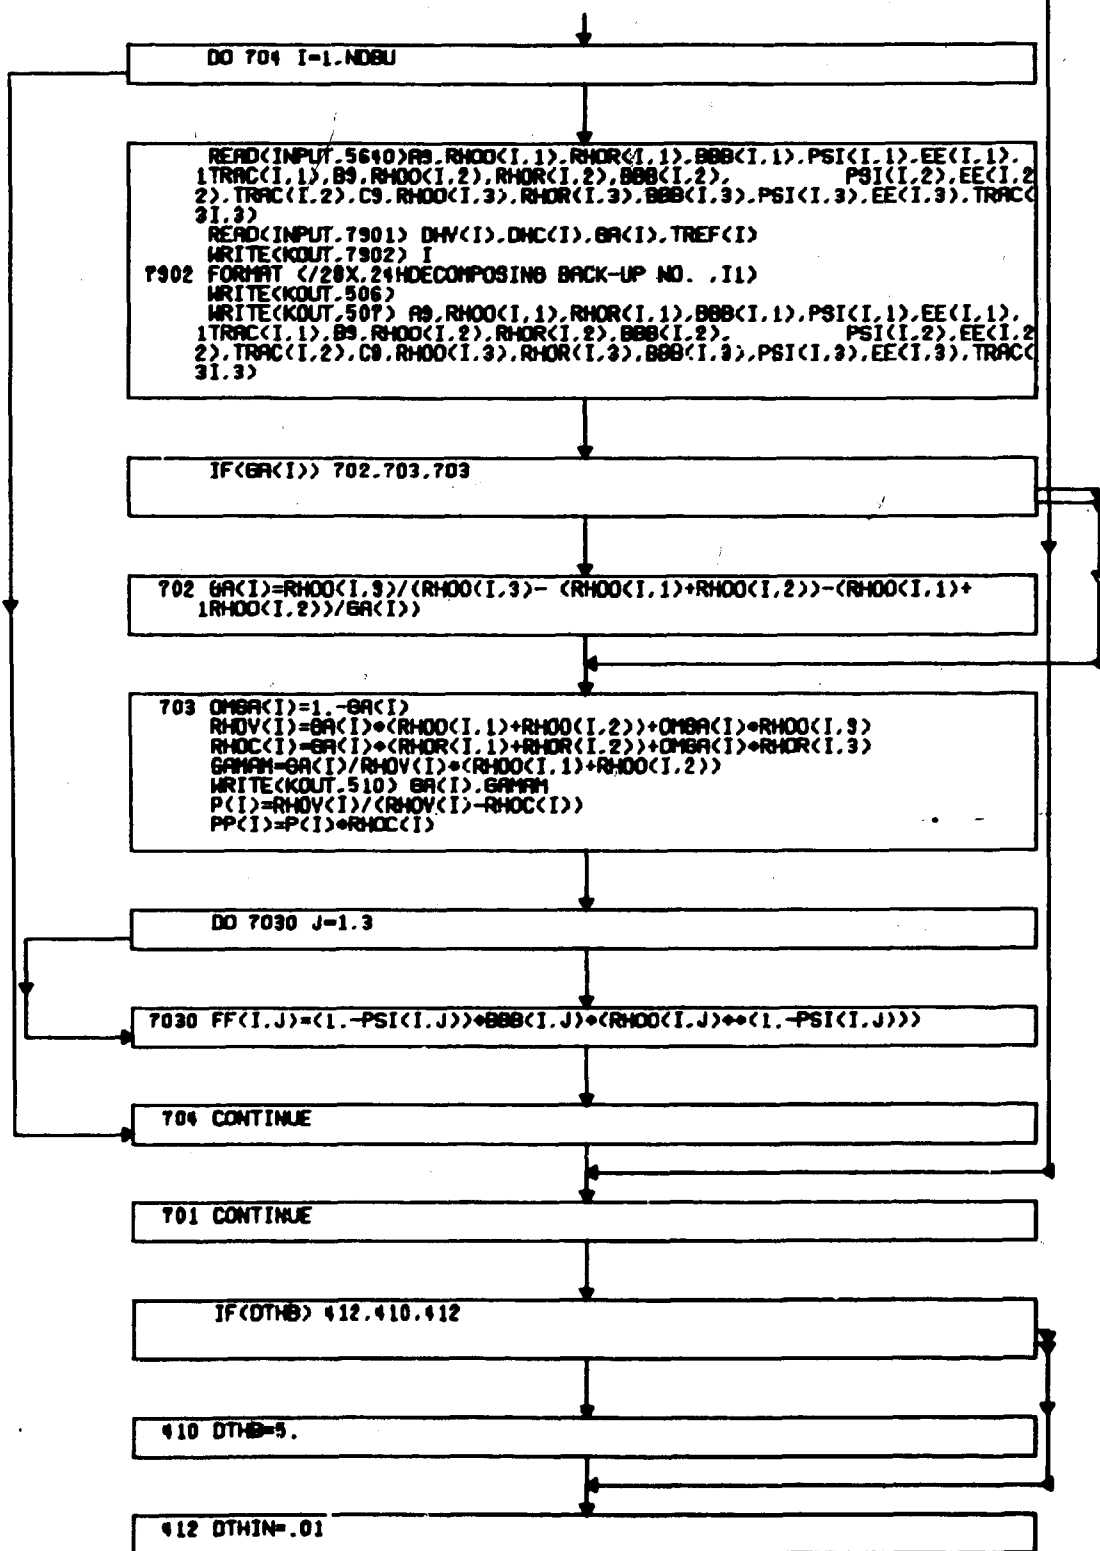 DO 704 I=1.NDBU
READ(INPUT.5640)A9.RHOO(I.1).RHOR(I.1).BBB(I.1).PSI(I.1).EE(I.1).
1TRAC(I.1).B9.RHOO(I.2).RHOR(I.2).BBB(I.2). PSI(I.2).EE(I.2
2).TRAC(I.2).C9.RHOO(I.3).RHOR(I.3).BBB(I.3).PSI(I.3).EE(I.3).TRAC(
3I.3)
READ(INPUT.7901) DHV(I).DHC(I).GA(I).TREF(I)
WRITE(KOUT.7902) I
7902 FORMAT (/28X.24HDECOMPOSING BACK-UP NO. .I1)
WRITE(KOUT.506)
WRITE(KOUT.507) A9.RHOO(I.1).RHOR(I.1).BBB(I.1).PSI(I.1).EE(I.1).
1TRAC(I.1).B9.RHOO(I.2).RHOR(I.2).BBB(I.2). PSI(I.2).EE(I.2
2).TRAC(I.2).C9.RHOO(I.3).RHOR(I.3).BBB(I.3).PSI(I.3).EE(I.3).TRAC(
3I.3)
IF(GA(I)) 702.703.703
702 GA(I)=RHOO(I.3)/(RHOO(I.3)- (RHOO(I.1)+RHOO(I.2))-(RHOO(I.1)+
1RHOO(I.2))/GA(I))
703 OMGA(I)=1.-GA(I)
RHOV(I)=GA(I)*(RHOO(I.1)+RHOO(I.2))+OMGA(I)*RHOO(I.3)
RHOC(I)=GA(I)*(RHOR(I.1)+RHOR(I.2))+OMGA(I)*RHOR(I.3)
GAMAM=GA(I)/RHOV(I)*(RHOO(I.1)+RHOO(I.2))
WRITE(KOUT.510) GA(I).GAMAM
P(I)=RHOV(I)/(RHOV(I)-RHOC(I))
PP(I)=P(I)*RHOC(I)
DO 7030 J=1.3
7030 FF(I.J)=(1.-PSI(I.J))*BBB(I.J)*(RHOO(I.J)**(1.-PSI(I.J)))
704 CONTINUE
701 CONTINUE
IF(DTHB) 412.410.412
410 DTHB=5.
412 DTHIN=.01